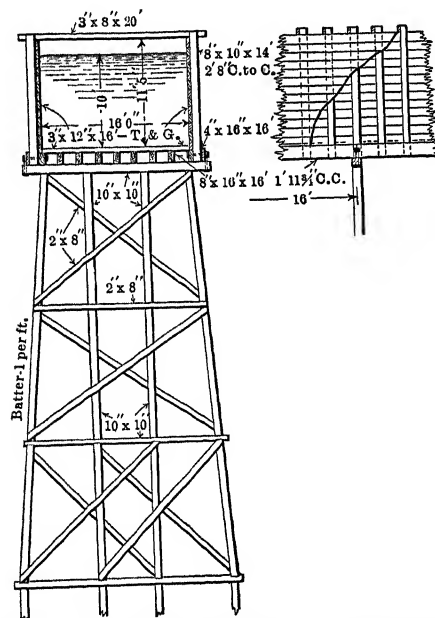 3"x 8"x 20'
8"x 10"x 14'
2'8"C. to C.
10'
11'6"
16'0"
3"x 12"x 16'– T. & G.
4"x 16"x 16'
8"x 16"x 16' 1' 11¾" C.C.
16'
10"x 10"
2"x 8"
2"x 8"
Batter-1 per ft.
10"x 10"